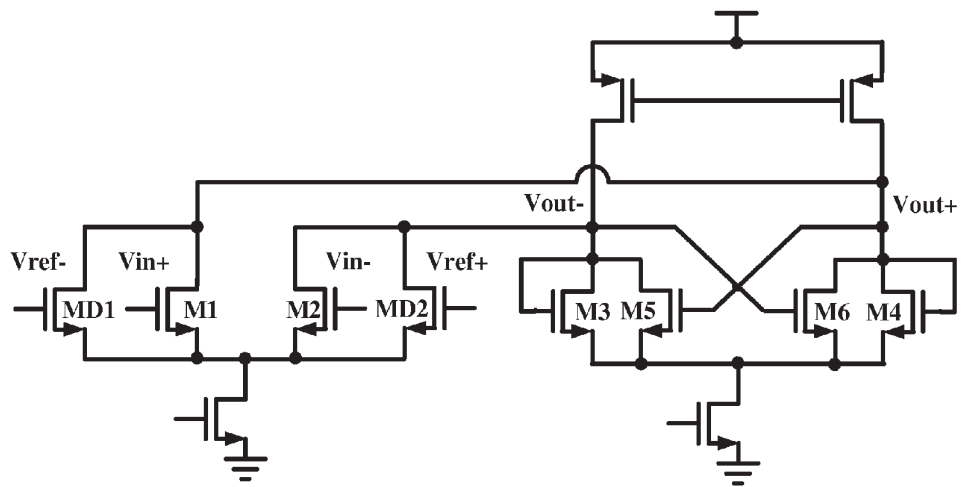 Vout-
Vout+
Vref-
Vin+
Vin-
Vref+
MD1
M1
M2
MD2
M3
M5
M6
M4